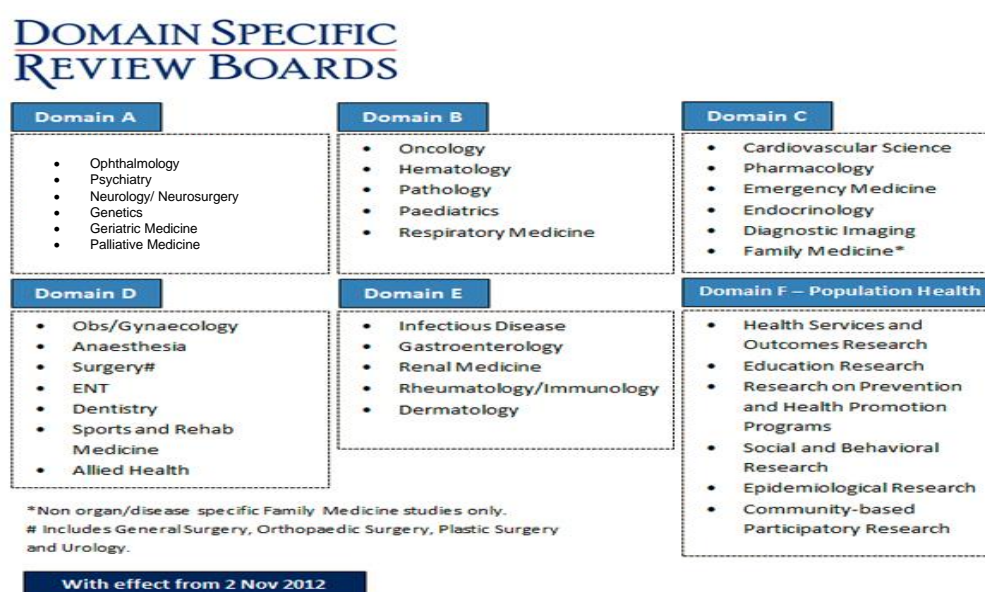 DOMAIN SPECIFIC
REVIEW BOARDS
Domain A
• Ophthalmology
• Psychiatry
• Neurology/ Neurosurgery
• Genetics
• Geriatric Medicine
• Palliative Medicine
Domain B
• Oncology
• Hematology
• Pathology
• Paediatrics
• Respiratory Medicine
Domain C
• Cardiovascular Science
• Pharmacology
• Emergency Medicine
• Endocrinology
• Diagnostic Imaging
• Family Medicine*
Domain D
• Obs/Gynaecology
• Anaesthesia
• Surgery#
• ENT
• Dentistry
• Sports and Rehab
Medicine
• Allied Health
Domain E
• Infectious Disease
• Gastroenterology
• Renal Medicine
• Rheumatology/Immunology
• Dermatology
Domain F – Population Health
• Health Services and
Outcomes Research
• Education Research
• Research on Prevention
and Health Promotion
Programs
• Social and Behavioral
Research
• Epidemiological Research
• Community-based
Participatory Research
*Non organ/disease specific Family Medicine studies only.
# Includes General Surgery, Orthopaedic Surgery, Plastic Surgery
and Urology.
With effect from 2 Nov 2012